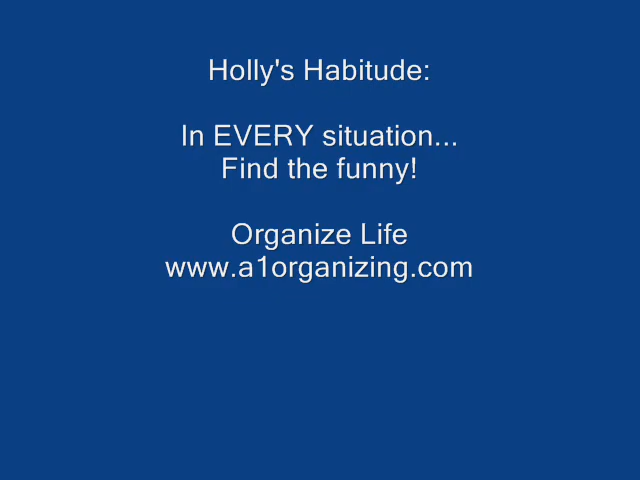 Holly's Habitude:
In EVERY situation...
Find the funny!
Organize Life
www.a1organizing.com